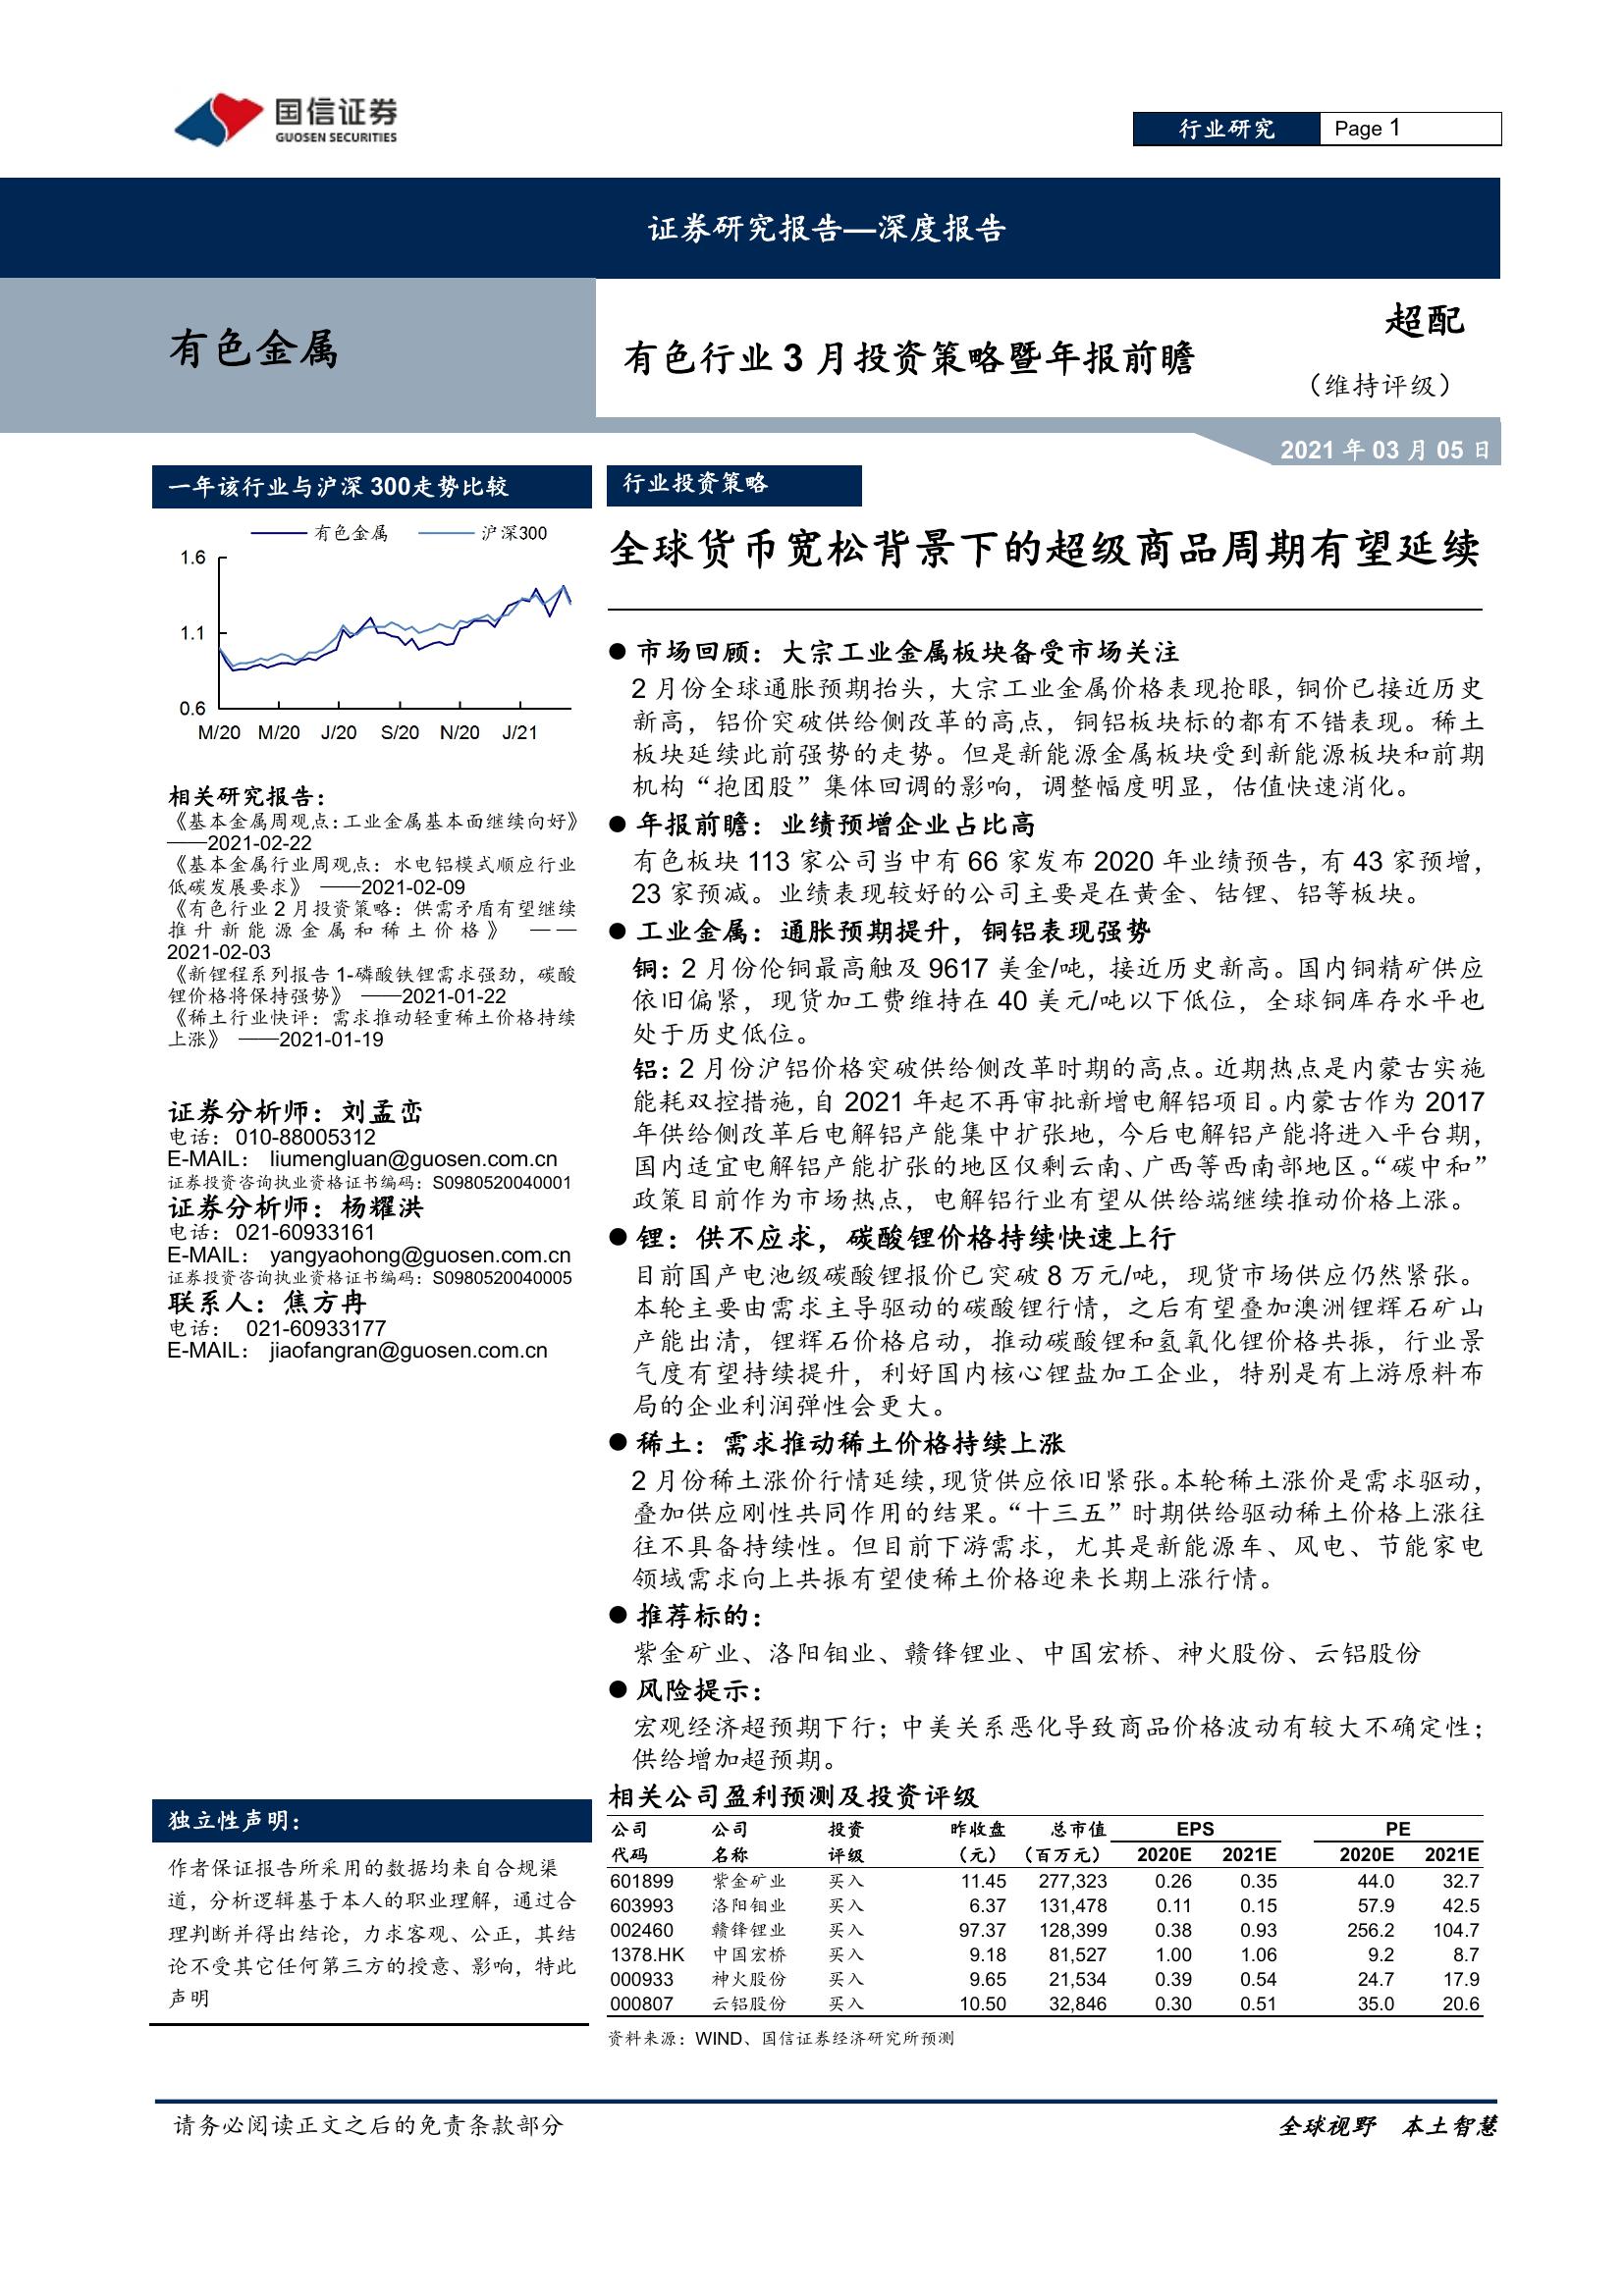 国信证券
GUOSEN SECURITIES
行业研究
Page 1
证券研究报告—深度报告
有色金属
有色行业 3 月投资策略暨年报前瞻
超配
（维持评级）
2021 年 03 月 05 日
一年该行业与沪深 300走势比较
有色金属
沪深300
1.6
1.1
0.6
M/20 M/20 J/20 S/20 N/20 J/21
相关研究报告：
《基本金属周观点：工业金属基本面继续向好》
——2021-02-22
《基本金属行业周观点：水电铝模式顺应行业
低碳发展要求》 ——2021-02-09
《有色行业 2 月投资策略：供需矛盾有望继续
推升新能源金属和稀土价格》 ——
2021-02-03
《新锂程系列报告 1-磷酸铁锂需求强劲，碳酸
锂价格将保持强势》 ——2021-01-22
《稀土行业快评：需求推动轻重稀土价格持续
上涨》 ——2021-01-19
证券分析师：刘孟峦
电话：010-88005312
E-MAIL： liumengluan@guosen.com.cn
证券投资咨询执业资格证书编码：S0980520040001
证券分析师：杨耀洪
电话：021-60933161
E-MAIL： yangyaohong@guosen.com.cn
证券投资咨询执业资格证书编码：S0980520040005
联系人：焦方冉
电话： 021-60933177
E-MAIL： jiaofangran@guosen.com.cn
独立性声明：
作者保证报告所采用的数据均来自合规渠
道，分析逻辑基于本人的职业理解，通过合
理判断并得出结论，力求客观、公正，其结
论不受其它任何第三方的授意、影响，特此
声明
行业投资策略
全球货币宽松背景下的超级商品周期有望延续
● 市场回顾：大宗工业金属板块备受市场关注
2 月份全球通胀预期抬头，大宗工业金属价格表现抢眼，铜价已接近历史
新高，铝价突破供给侧改革的高点，铜铝板块标的都有不错表现。稀土
板块延续此前强势的走势。但是新能源金属板块受到新能源板块和前期
机构“抱团股”集体回调的影响，调整幅度明显，估值快速消化。
● 年报前瞻：业绩预增企业占比高
有色板块 113 家公司当中有 66 家发布 2020 年业绩预告，有 43 家预增，
23 家预减。业绩表现较好的公司主要是在黄金、钴锂、铝等板块。
● 工业金属：通胀预期提升，铜铝表现强势
铜：2 月份伦铜最高触及 9617 美金/吨，接近历史新高。国内铜精矿供应
依旧偏紧，现货加工费维持在 40 美元/吨以下低位，全球铜库存水平也
处于历史低位。
铝：2 月份沪铝价格突破供给侧改革时期的高点。近期热点是内蒙古实施
能耗双控措施，自 2021 年起不再审批新增电解铝项目。内蒙古作为 2017
年供给侧改革后电解铝产能集中扩张地，今后电解铝产能将进入平台期，
国内适宜电解铝产能扩张的地区仅剩云南、广西等西南部地区。“碳中和”
政策目前作为市场热点，电解铝行业有望从供给端继续推动价格上涨。
● 锂：供不应求，碳酸锂价格持续快速上行
目前国产电池级碳酸锂报价已突破 8 万元/吨，现货市场供应仍然紧张。
本轮主要由需求主导驱动的碳酸锂行情，之后有望叠加澳洲锂辉石矿山
产能出清，锂辉石价格启动，推动碳酸锂和氢氧化锂价格共振，行业景
气度有望持续提升，利好国内核心锂盐加工企业，特别是有上游原料布
局的企业利润弹性会更大。
● 稀土：需求推动稀土价格持续上涨
2 月份稀土涨价行情延续，现货供应依旧紧张。本轮稀土涨价是需求驱动，
叠加供应刚性共同作用的结果。“十三五”时期供给驱动稀土价格上涨往
往不具备持续性。但目前下游需求，尤其是新能源车、风电、节能家电
领域需求向上共振有望使稀土价格迎来长期上涨行情。
● 推荐标的：
紫金矿业、洛阳钼业、赣锋锂业、中国宏桥、神火股份、云铝股份
● 风险提示：
宏观经济超预期下行；中美关系恶化导致商品价格波动有较大不确定性；
供给增加超预期。
相关公司盈利预测及投资评级
公司 公司 投资 昨收盘 总市值 EPS PE
代码 名称 评级 （元） （百万元） 2020E 2021E 2020E 2021E
601899 紫金矿业 买入 11.45 277,323 0.26 0.35 44.0 32.7
603993 洛阳钼业 买入 6.37 131,478 0.11 0.15 57.9 42.5
002460 赣锋锂业 买入 97.37 128,399 0.38 0.93 256.2 104.7
1378.HK 中国宏桥 买入 9.18 81,527 1.00 1.06 9.2 8.7
000933 神火股份 买入 9.65 21,534 0.39 0.54 24.7 17.9
000807 云铝股份 买入 10.50 32,846 0.30 0.51 35.0 20.6
资料来源：WIND、国信证券经济研究所预测
请务必阅读正文之后的免责条款部分
全球视野 本土智慧